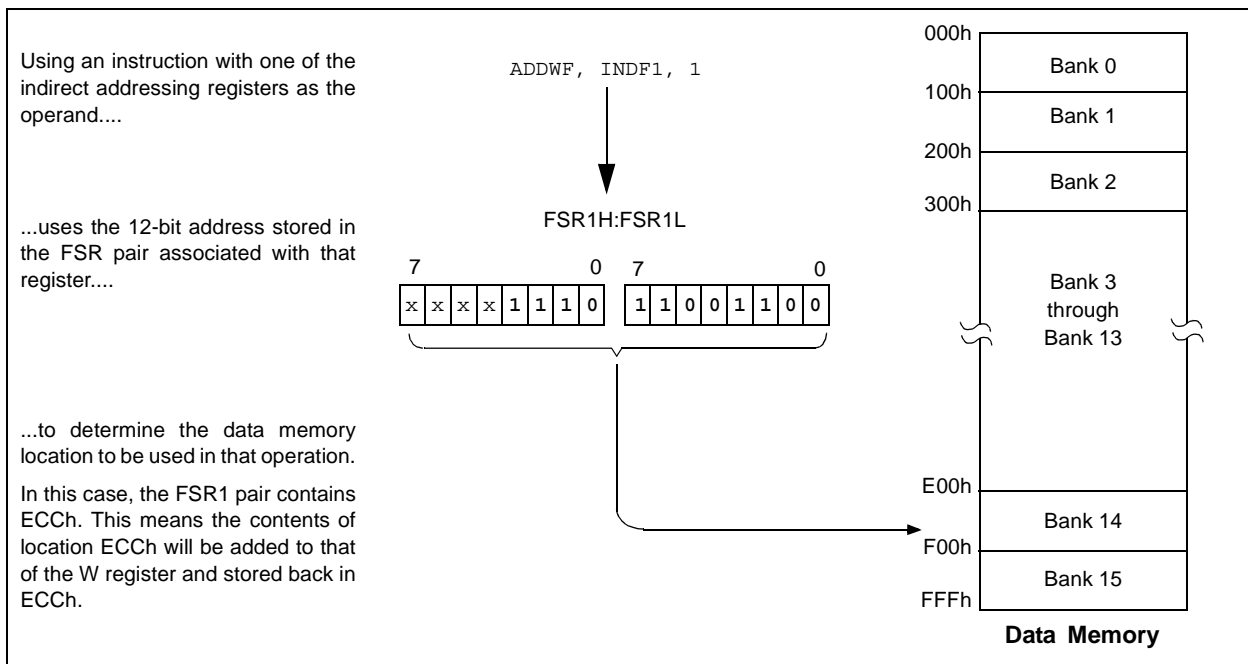 Using an instruction with one of the
indirect addressing registers as the
operand....
ADDWF, INDF1, 1
...uses the 12-bit address stored in
the FSR pair associated with that
register....
FSR1H:FSR1L
7 0 7 0
x x x x 1 1 1 0 1 1 0 0 1 1 0 0
...to determine the data memory
location to be used in that operation.
In this case, the FSR1 pair contains
ECCh. This means the contents of
location ECCh will be added to that
of the W register and stored back in
ECCh.
000h
Bank 0
100h
Bank 1
200h
Bank 2
300h
Bank 3
through
Bank 13
E00h
Bank 14
F00h
Bank 15
FFFh
Data Memory